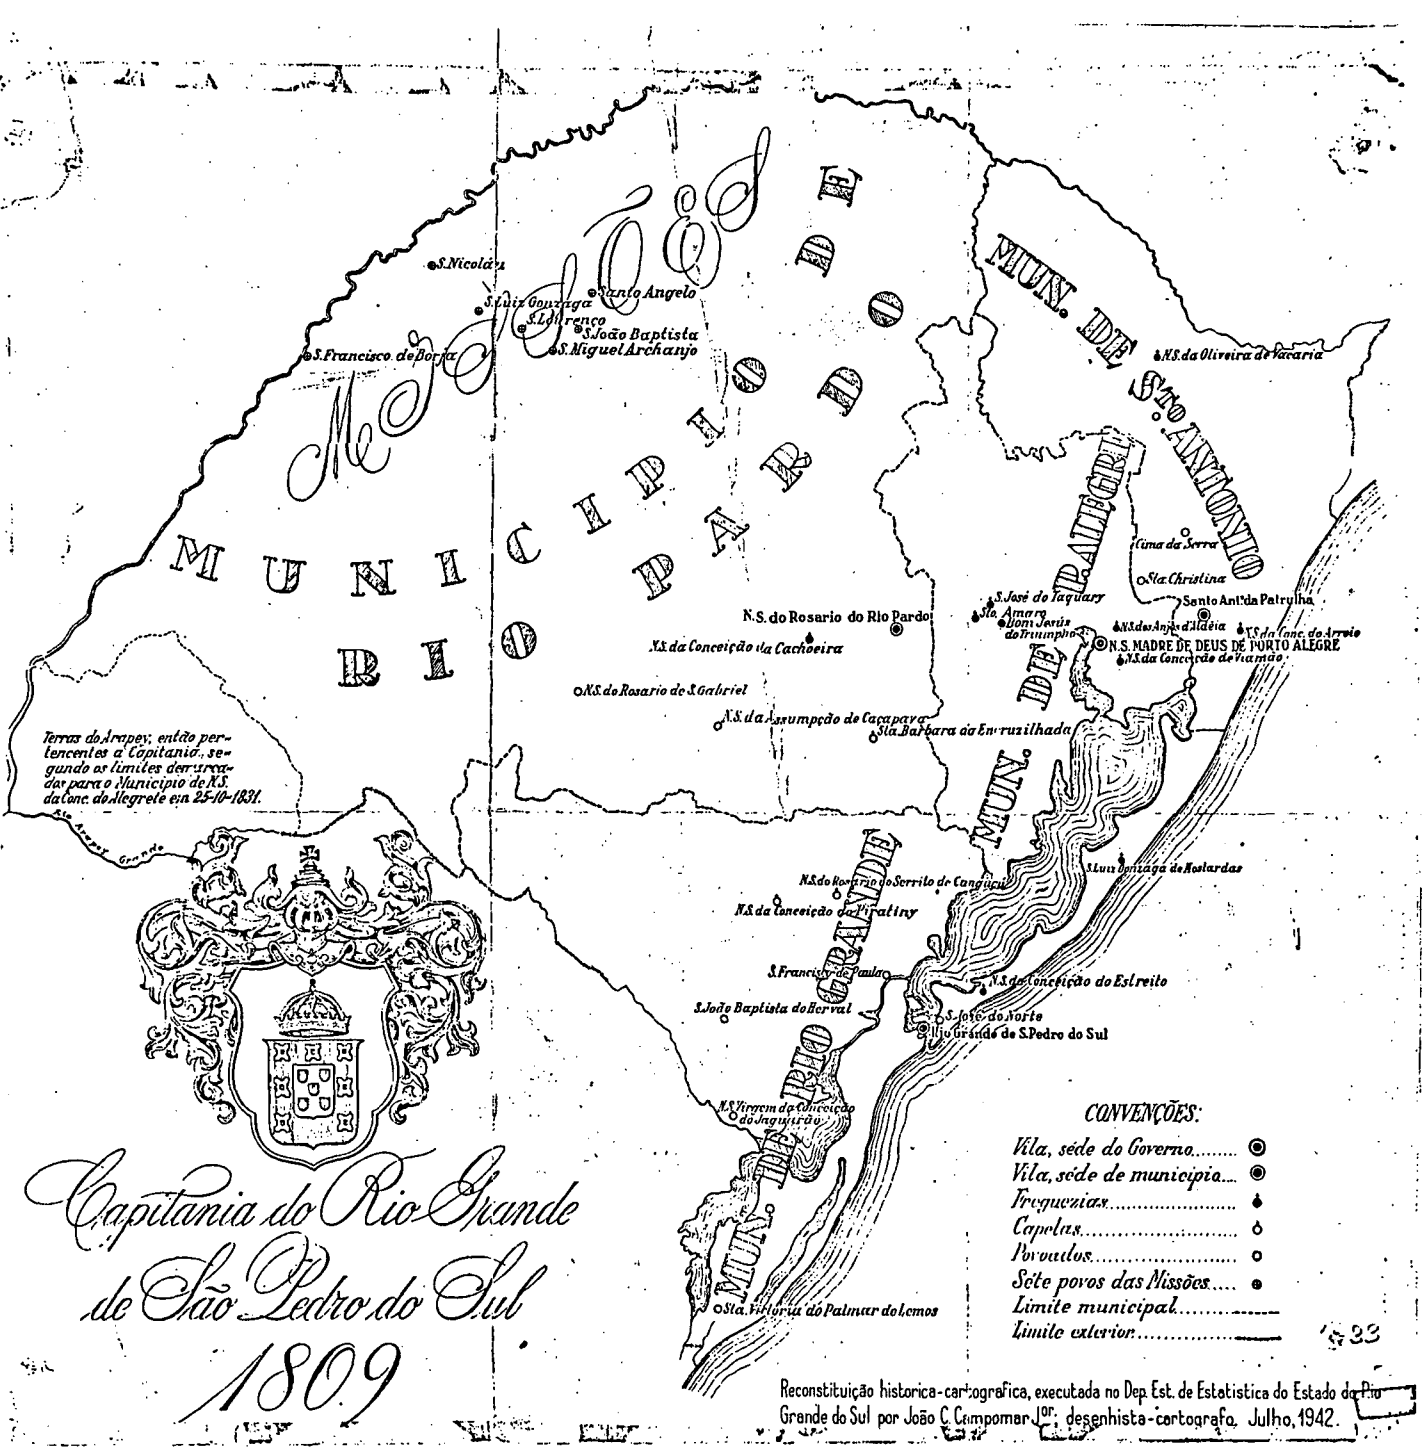 MISSÕES
MUNICIPIO DE
RIO PARDO
MUN. DE Sto. ANTONIO
MUN. DE P. ALEGRE
MUN. DE RIO GRANDE
S. Nicoláu
S. Luiz Gonzaga
Santo Angelo
S. Lourenço
S. João Baptista
S. Miguel Archanjo
S. Francisco de Borja
N.S. da Oliveira de Vacaria
Cima da Serra
Sta. Christina
S. José do Taquary
Sto. Amaro
Bom Jesús
do Triumpho
Santo Antº. da Patrulha
N.S. dos Anjos d'Aldêia
N.S. da Conc. do Arroio
N.S. MADRE DE DEUS DE PORTO ALEGRE
N.S. da Conceição de Viamão
N.S. do Rosario do Rio Pardo
N.S. da Conceição da Cachoeira
N.S. do Rosario de S. Gabriel
N.S. da Assumpção de Caçapava
Sta. Barbara da Encruzilhada
Terras do Arapey, então per-
tencentes a Capitania, se-
gundo os limites demarca-
dos para o Municipio de N.S.
da Conc. do Alegrete em 25-10-1831.
Rio Arapey Grande
S. Luiz Gonzaga de Mostardas
N.S. do Rosario do Serrito de Canguçú
N.S. da Conceição do Piratiny
S. Francisco de Paula
N.S. da Conceição do Estreito
S. João Baptista do Herval
S. José do Norte
Rio Grande de S. Pedro do Sul
N.S. Virgem da Conceição
do Jaguarão
Sta. Victoria do Palmar do Lemos
Capitania do Rio Grande
de São Pedro do Sul
1809
CONVENÇÕES:
Vila, séde do Governo
Vila, séde de municipio
Freguezias
Capelas
Povoados
Séte povos das Missões
Limite municipal
Limite exterior
Reconstituição historica-cartografica, executada no Dep. Est. de Estatistica do Estado do Rio
Grande do Sul por João C. Campomar Jor., desenhista-cartografo. Julho, 1942.